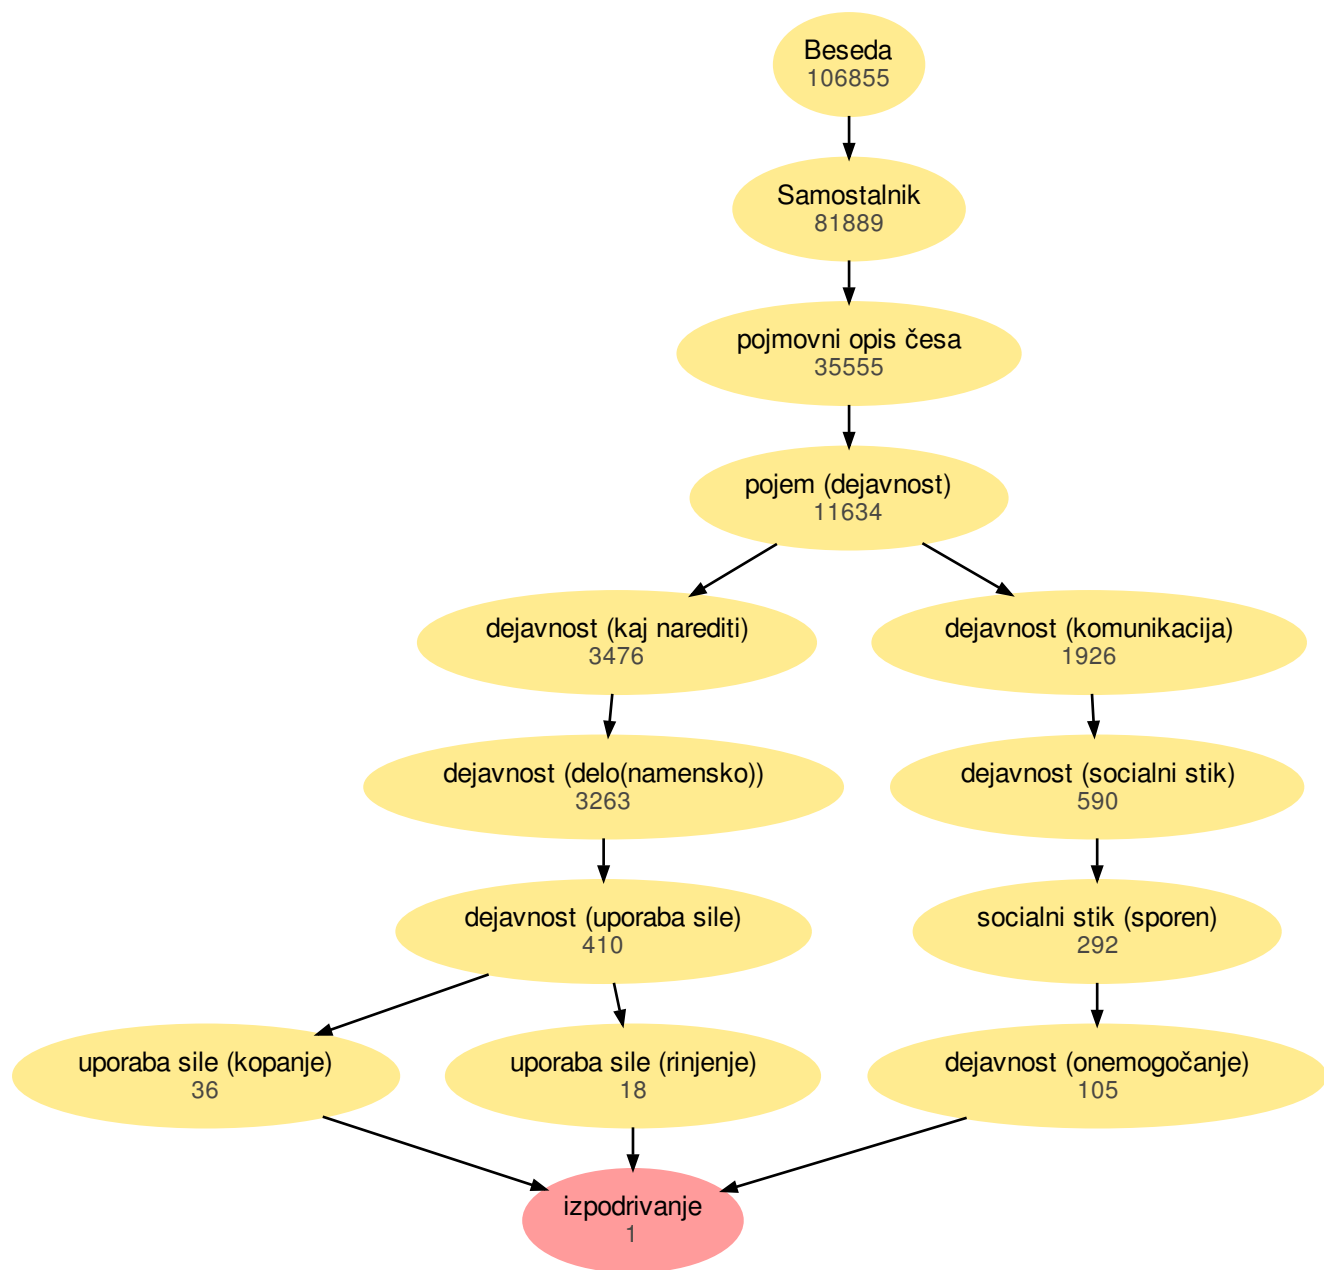 Beseda
106855
Samostalnik
81889
pojmovni opis česa
35555
pojem (dejavnost)
11634
dejavnost (kaj narediti)
3476
dejavnost (komunikacija)
1926
dejavnost (delo(namensko))
3263
dejavnost (socialni stik)
590
dejavnost (uporaba sile)
410
socialni stik (sporen)
292
uporaba sile (kopanje)
36
uporaba sile (rinjenje)
18
dejavnost (onemogočanje)
105
izpodrivanje
1